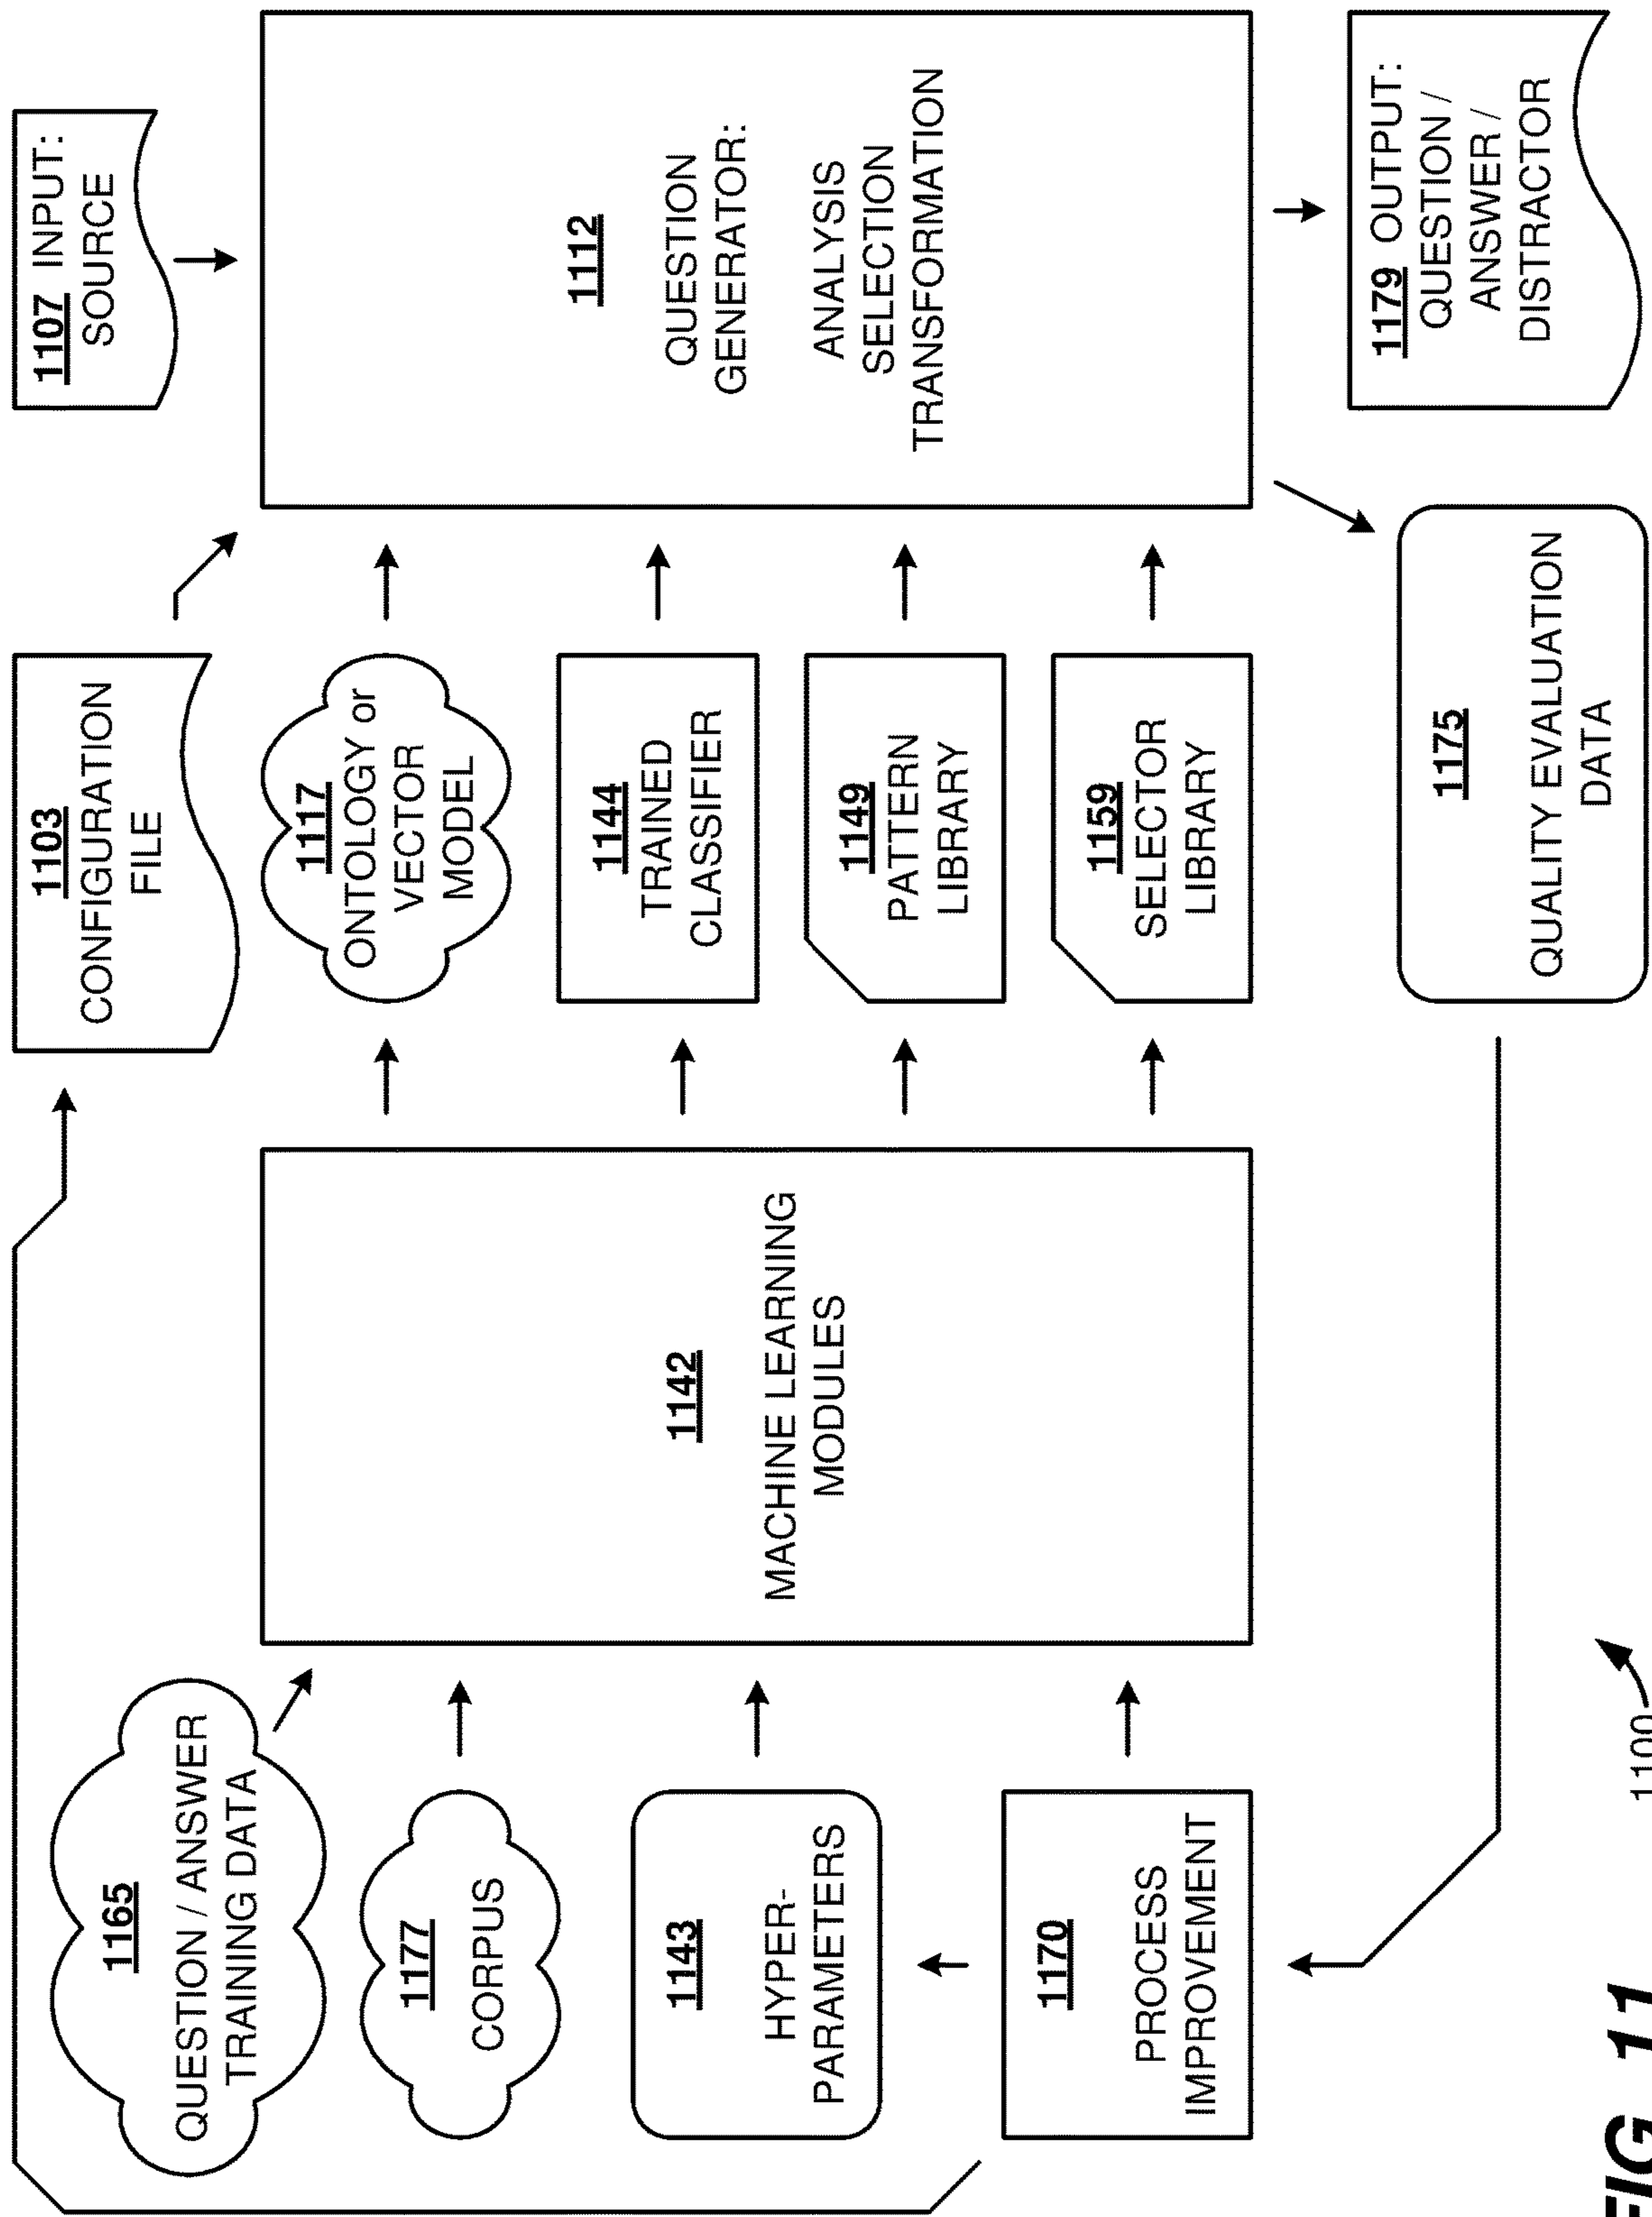 1165
QUESTION / ANSWER
TRAINING DATA
1177
CORPUS
1143
HYPER-
PARAMETERS
1170
PROCESS
IMPROVEMENT
1142
MACHINE LEARNING
MODULES
1103
CONFIGURATION
FILE
1117
ONTOLOGY or
VECTOR
MODEL
1144
TRAINED
CLASSIFIER
1149
PATTERN
LIBRARY
1159
SELECTOR
LIBRARY
1175
QUALITY EVALUATION
DATA
1107 INPUT:
SOURCE
1112
QUESTION
GENERATOR:
ANALYSIS
SELECTION
TRANSFORMATION
1179 OUTPUT:
QUESTION /
ANSWER /
DISTRACTOR
1100
FIG 11